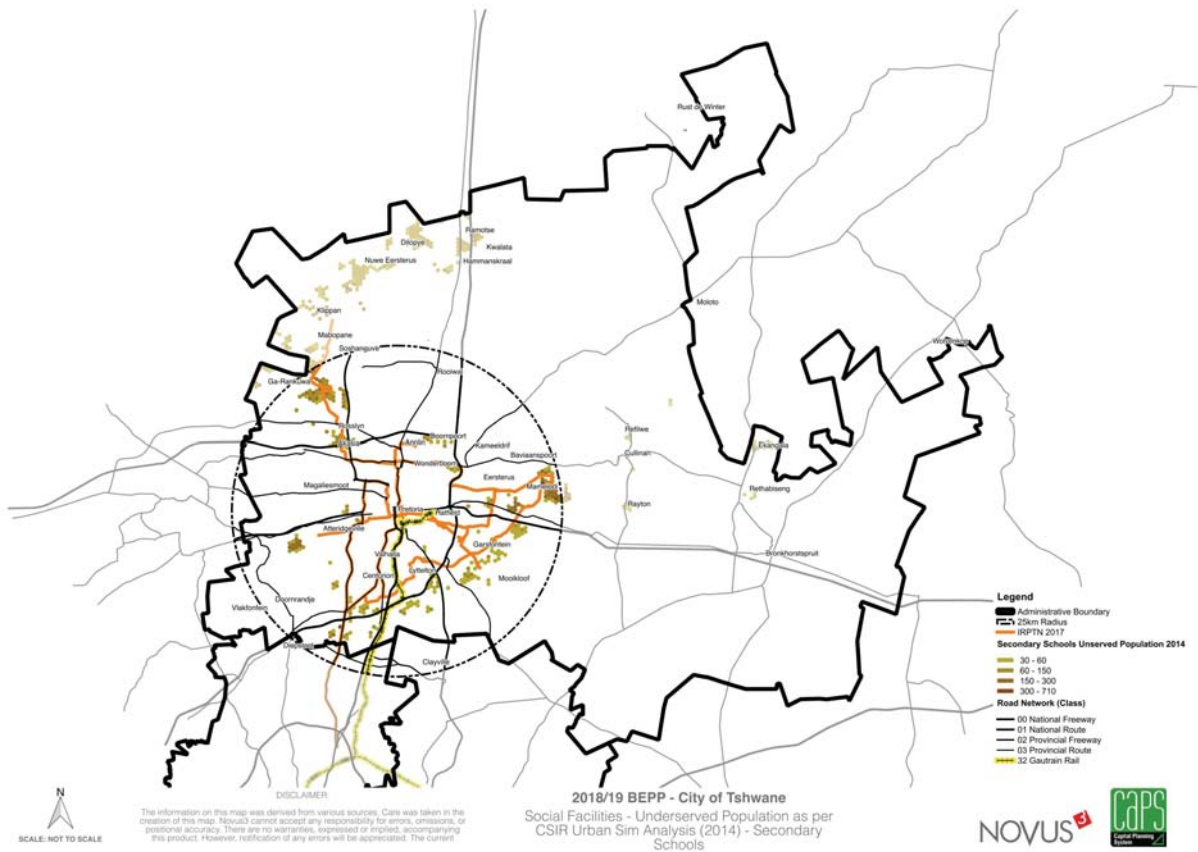 Rust de Winter
Ramotse
Dilopye
Kwalata
Nuwe Eersterus
Hammanskraal
Klippan
Moloto
Mabopane
Soshanguve
Rooiwal
Ga-Rankuwa
Rosslyn
Doornpoort
Akasia
Annlin
Kameeldrif
Refilwe
Ekandustria
Baviaanspoort
Cullinan
Wonderboom
Eersterus
Magaliesmoot
Mamelodi
Rethabiseng
Rayton
Pretoria
Hatfield
Atteridgeville
Garsfontein
Valhalla
Bronkhorstspruit
Lyttelton
Centurion
Mooikloof
Doornrandje
Vlakfontein
Diepsloot
Clayville
Legend
Administrative Boundary
25km Radius
IRPTN 2017
Secondary Schools Unserved Population 2014
30 - 60
60 - 150
150 - 300
300 - 710
Road Network (Class)
00 National Freeway
01 National Route
02 Provincial Freeway
03 Provincial Route
32 Gautrain Rail
N
SCALE: NOT TO SCALE
DISCLAIMER:
The information on this map was derived from various sources. Care was taken in the
creation of this map. Novus3 cannot accept any responsibility for errors, omissions, or
positional accuracy. There are no warranties, expressed or implied, accompanying
this product. However, notification of any errors will be appreciated. The current
2018/19 BEPP - City of Tshwane
Social Facilities - Underserved Population as per
CSIR Urban Sim Analysis (2014) - Secondary
Schools
NOVUS3
CAPS
Capital Planning
System